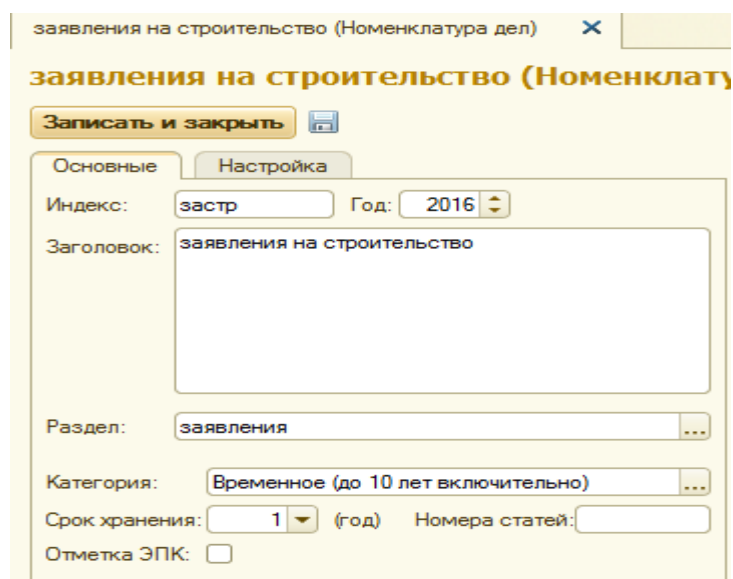 заявления на строительство (Номенклатура дел) ×
заявления на строительство (Номенклату
Записать и закрыть
Основные Настройка
Индекс: застр Год: 2016
Заголовок: заявления на строительство
Раздел: заявления ...
Категория: Временное (до 10 лет включительно) ...
Срок хранения: 1 (год) Номера статей:
Отметка ЭПК: